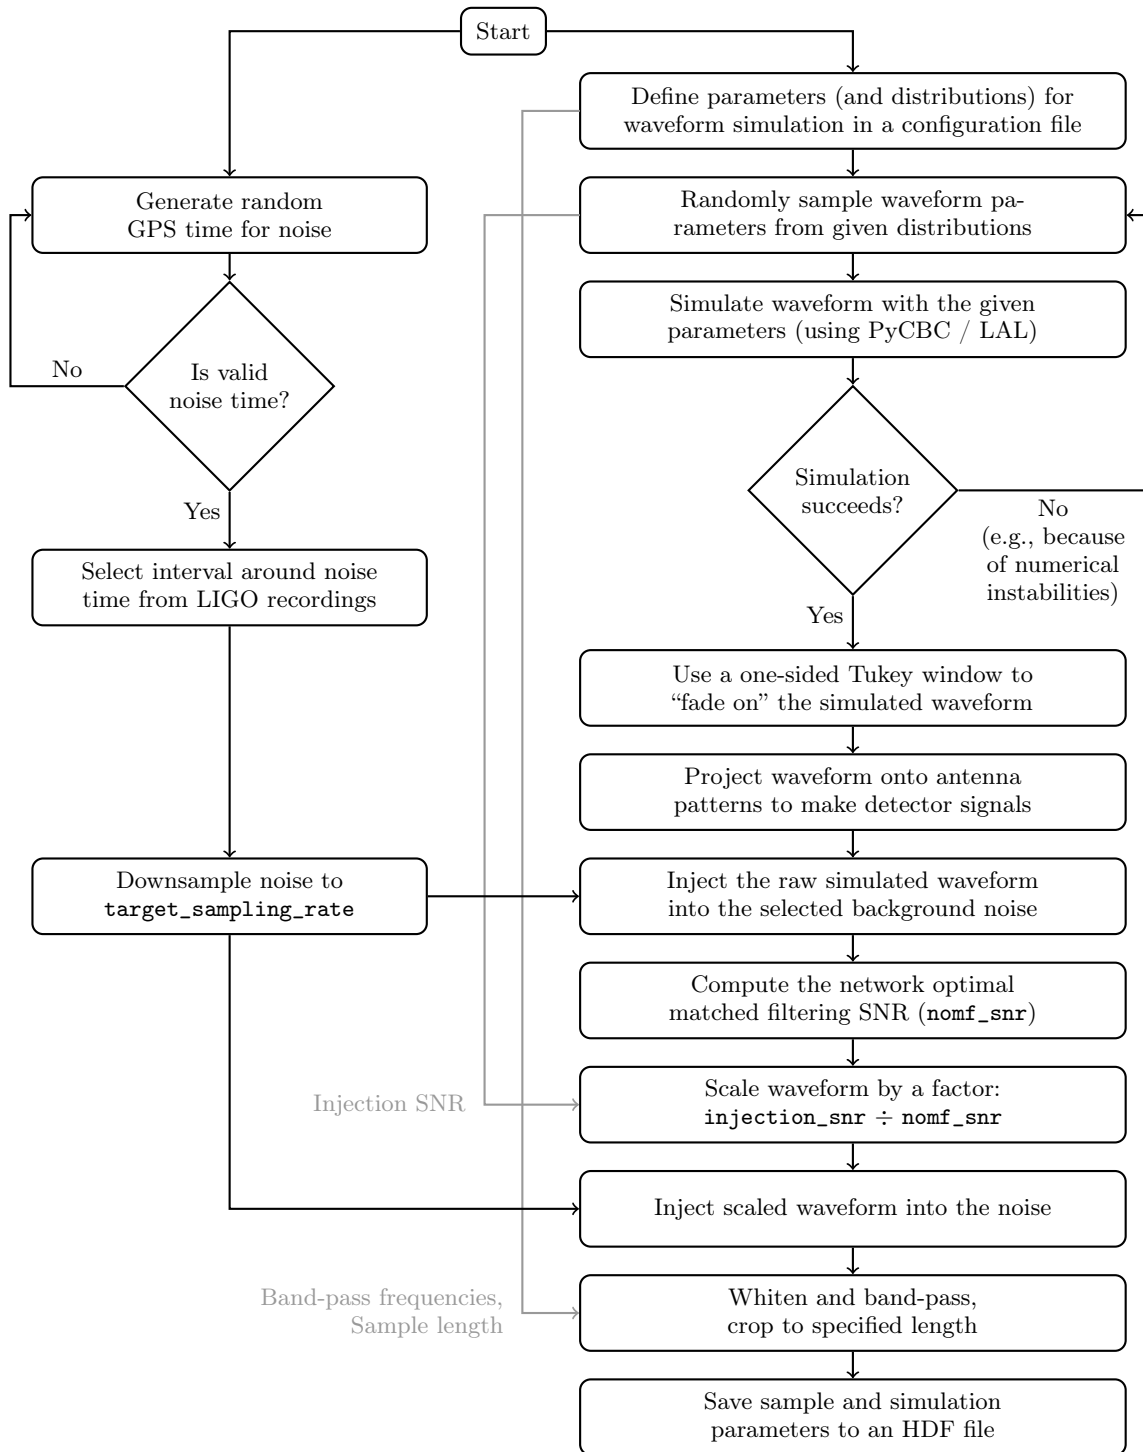 Start
Define parameters (and distributions) for
waveform simulation in a configuration file
Generate random
GPS time for noise
Randomly sample waveform pa-
rameters from given distributions
Simulate waveform with the given
parameters (using PyCBC / LAL)
No
Is valid
noise time?
Simulation
succeeds?
Yes
No
(e.g., because
of numerical
instabilities)
Select interval around noise
time from LIGO recordings
Yes
Use a one-sided Tukey window to
“fade on” the simulated waveform
Project waveform onto antenna
patterns to make detector signals
Downsample noise to
target_sampling_rate
Inject the raw simulated waveform
into the selected background noise
Compute the network optimal
matched filtering SNR (nomf_snr)
Injection SNR
Scale waveform by a factor:
injection_snr ÷ nomf_snr
Inject scaled waveform into the noise
Band-pass frequencies,
Sample length
Whiten and band-pass,
crop to specified length
Save sample and simulation
parameters to an HDF file